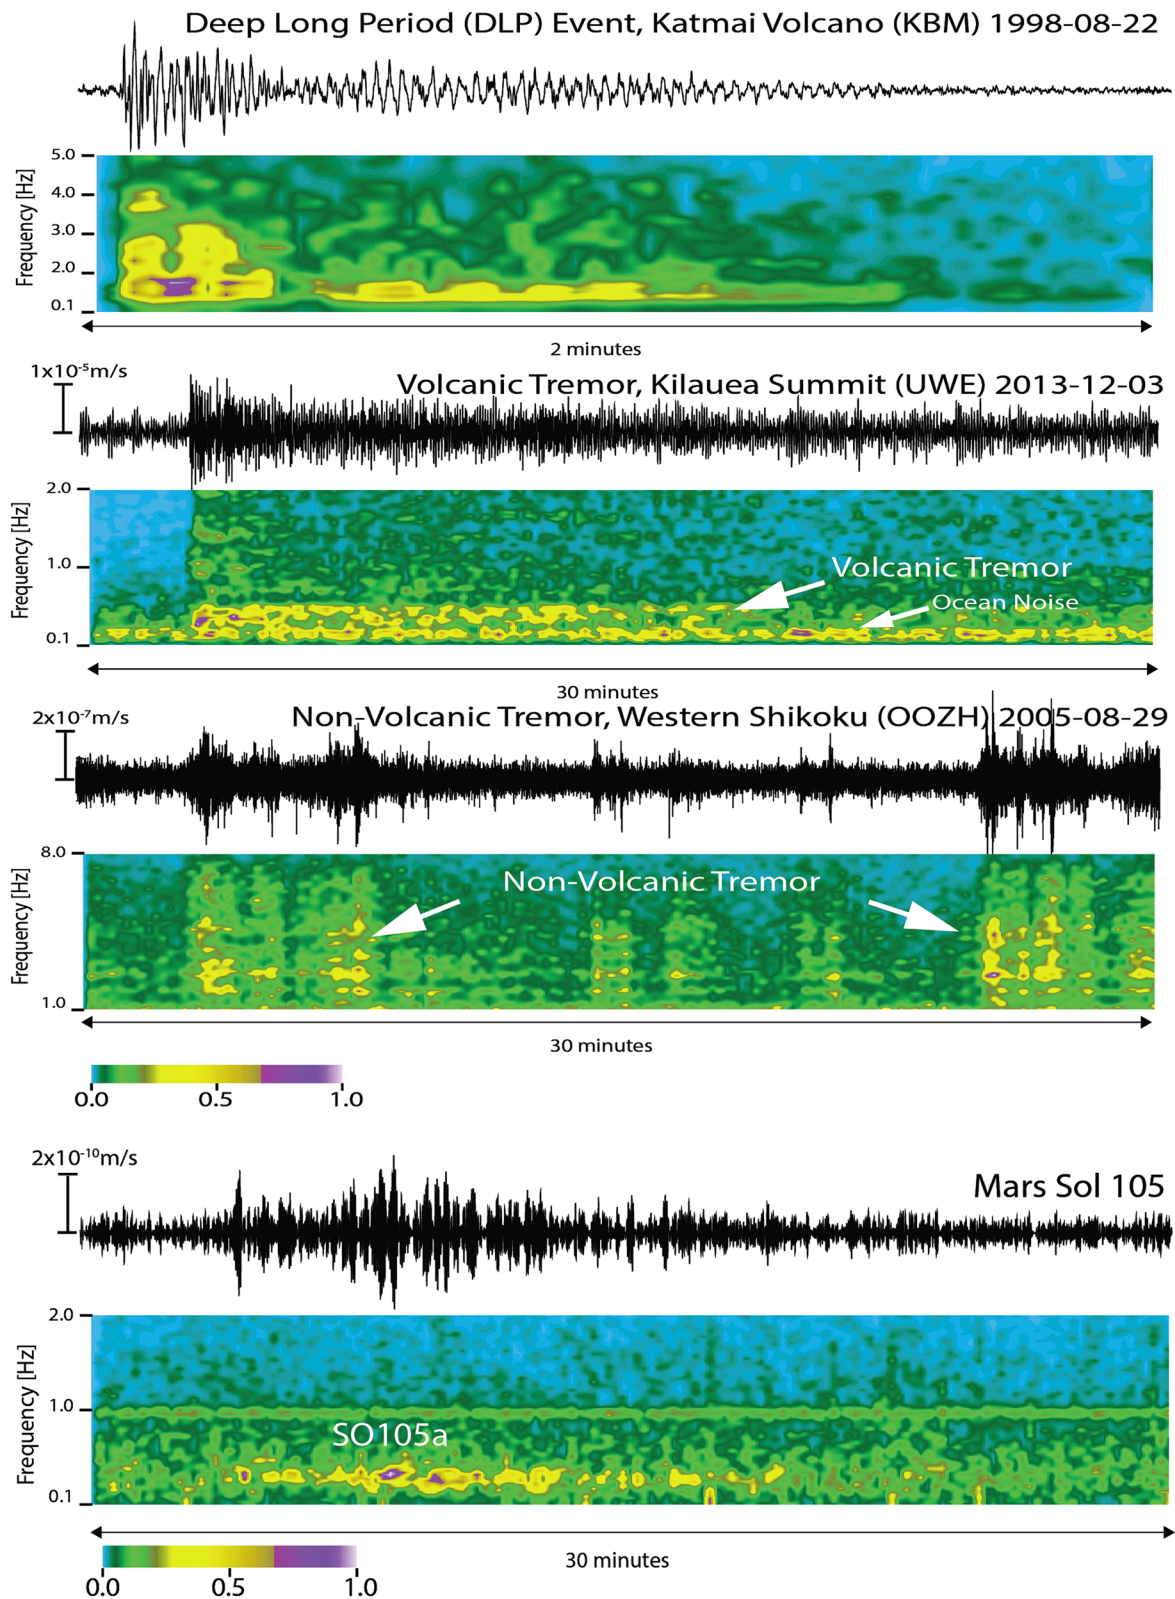 Deep Long Period (DLP) Event, Katmai Volcano (KBM) 1998-08-22
Frequency [Hz]
5.0
4.0
3.0
2.0
0.1
2 minutes
1x10-5m/s
Volcanic Tremor, Kilauea Summit (UWE) 2013-12-03
Frequency [Hz]
2.0
1.0
0.1
Volcanic Tremor
Ocean Noise
30 minutes
2x10-7m/s
Non-Volcanic Tremor, Western Shikoku (OOZH) 2005-08-29
Frequency [Hz]
8.0
1.0
Non-Volcanic Tremor
30 minutes
0.0 0.5 1.0
2x10-10m/s
Mars Sol 105
Frequency [Hz]
2.0
1.0
0.1
SO105a
30 minutes
0.0 0.5 1.0